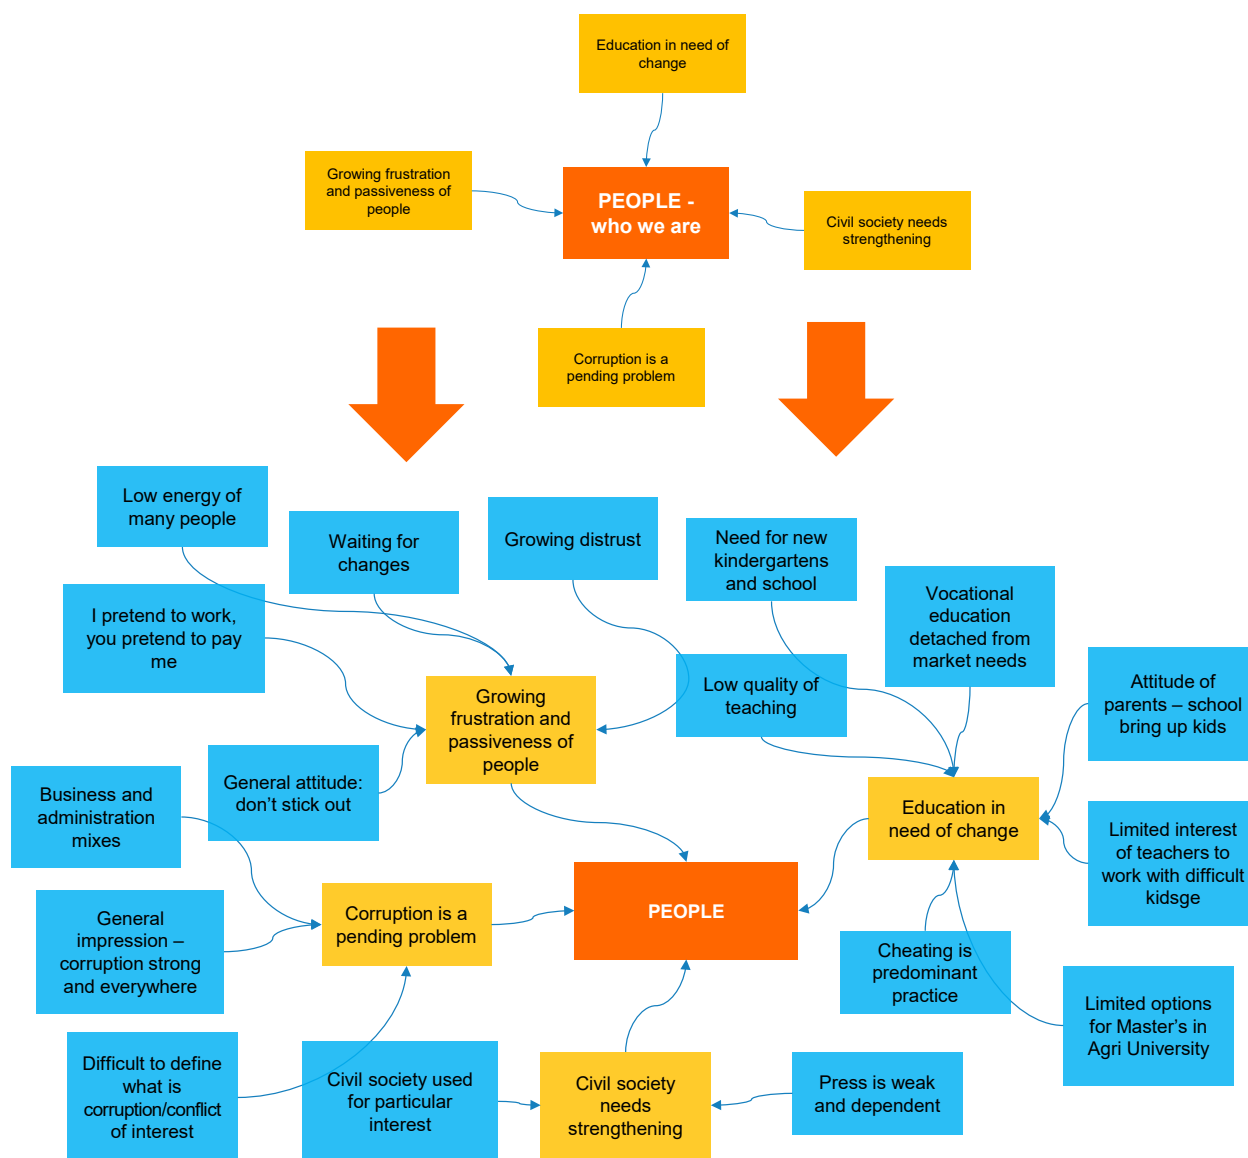 Education in need of
change
Growing frustration
and passiveness of
people
PEOPLE -
who we are
Civil society needs
strengthening
Corruption is a
pending problem
Low energy of
many people
Waiting for
changes
Growing distrust
Need for new
kindergartens
and school
Vocational
education
detached from
market needs
I pretend to work,
you pretend to pay
me
Growing
frustration and
passiveness of
people
Low quality of
teaching
Attitude of
parents – school
bring up kids
General attitude:
don’t stick out
Business and
administration
mixes
Education in
need of change
Limited interest
of teachers to
work with difficult
kidsge
PEOPLE
Corruption is a
pending problem
General
impression –
corruption strong
and everywhere
Cheating is
predominant
practice
Limited options
for Master’s in
Agri University
Difficult to define
what is
corruption/conflict
of interest
Civil society used
for particular
interest
Civil society
needs
strengthening
Press is weak
and dependent